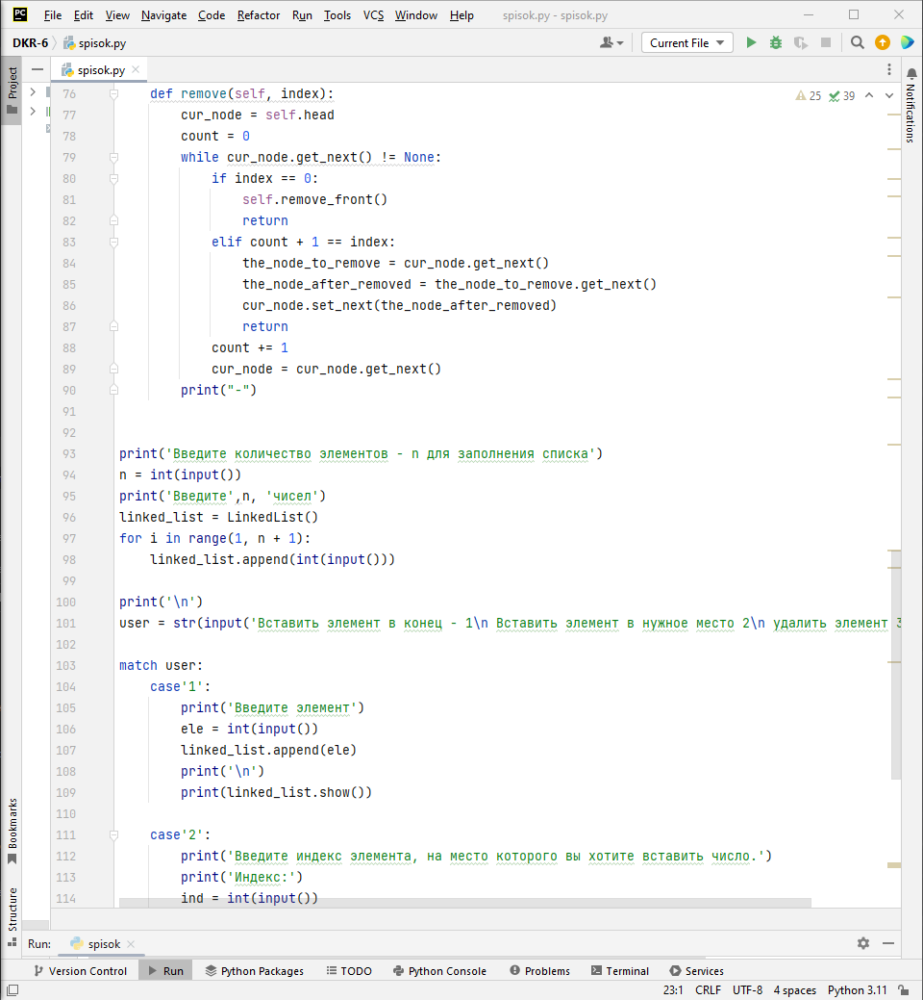 PC File Edit View Navigate Code Refactor Run Tools VCS Window Help spisok.py - spisok.py
DKR-6 spisok.py Current File
Project
spisok.py
Notifications
25 39
76 def remove(self, index):
77 cur_node = self.head
78 count = 0
79 while cur_node.get_next() != None:
80 if index == 0:
81 self.remove_front()
82 return
83 elif count + 1 == index:
84 the_node_to_remove = cur_node.get_next()
85 the_node_after_removed = the_node_to_remove.get_next()
86 cur_node.set_next(the_node_after_removed)
87 return
88 count += 1
89 cur_node = cur_node.get_next()
90 print("-")
91
92
93 print('Введите количество элементов - n для заполнения списка')
94 n = int(input())
95 print('Введите',n, 'чисел')
96 linked_list = LinkedList()
97 for i in range(1, n + 1):
98 linked_list.append(int(input()))
99
100 print('\n')
101 user = str(input('Вставить элемент в конец - 1\n Вставить элемент в нужное место 2\n удалить элемент 3
102
103 match user:
104 case'1':
105 print('Введите элемент')
106 ele = int(input())
107 linked_list.append(ele)
108 print('\n')
109 print(linked_list.show())
110
111 case'2':
112 print('Введите индекс элемента, на место которого вы хотите вставить число.')
113 print('Индекс:')
114 ind = int(input())
Bookmarks
Structure
Run: spisok
Version Control Run Python Packages TODO Python Console Problems Terminal Services
23:1 CRLF UTF-8 4 spaces Python 3.11